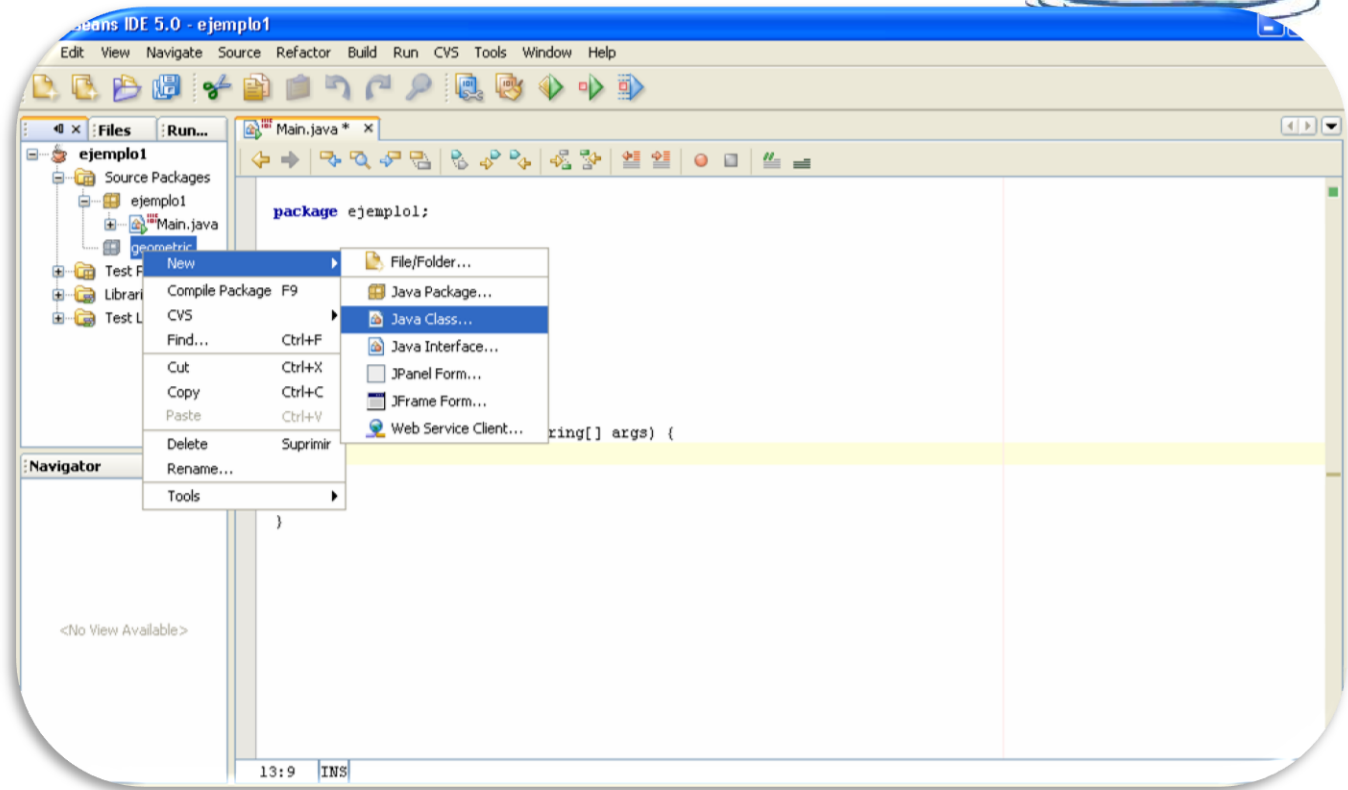 Beans IDE 5.0 - ejemplo1
Edit View Navigate Source Refactor Build Run CVS Tools Window Help
Files Run...
Main.java *
ejemplo1
Source Packages
ejemplo1
Main.java
geometric
Test P
Librari
Test L
package ejemplo1;
New
Compile Package F9
CVS
Find... Ctrl+F
Cut Ctrl+X
Copy Ctrl+C
Paste Ctrl+V
Delete Suprimir
Rename...
Tools
File/Folder...
Java Package...
Java Class...
Java Interface...
JPanel Form...
JFrame Form...
Web Service Client...
ring[] args) {
}
Navigator
<No View Available>
13:9 INS